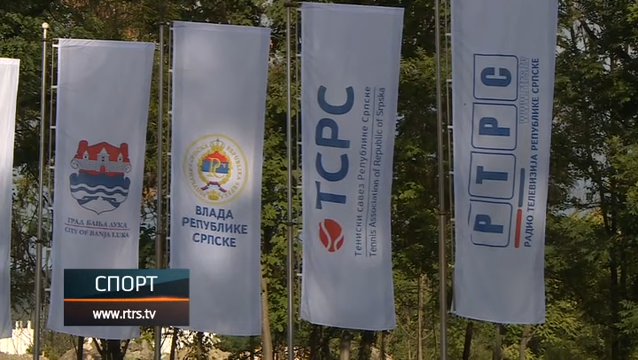 ГРАД БАЊА ЛУКА
CITY OF BANJA LUKA
ВЛАДА
РЕПУБЛИКЕ
СРПСКЕ
ТСРС
Тениски савез Републике Српске
Tennis Association of Republic of Srpska
РТРС
РАДИО ТЕЛЕВИЗИЈА РЕПУБЛИКЕ СРПСКЕ
СПОРТ
www.rtrs.tv